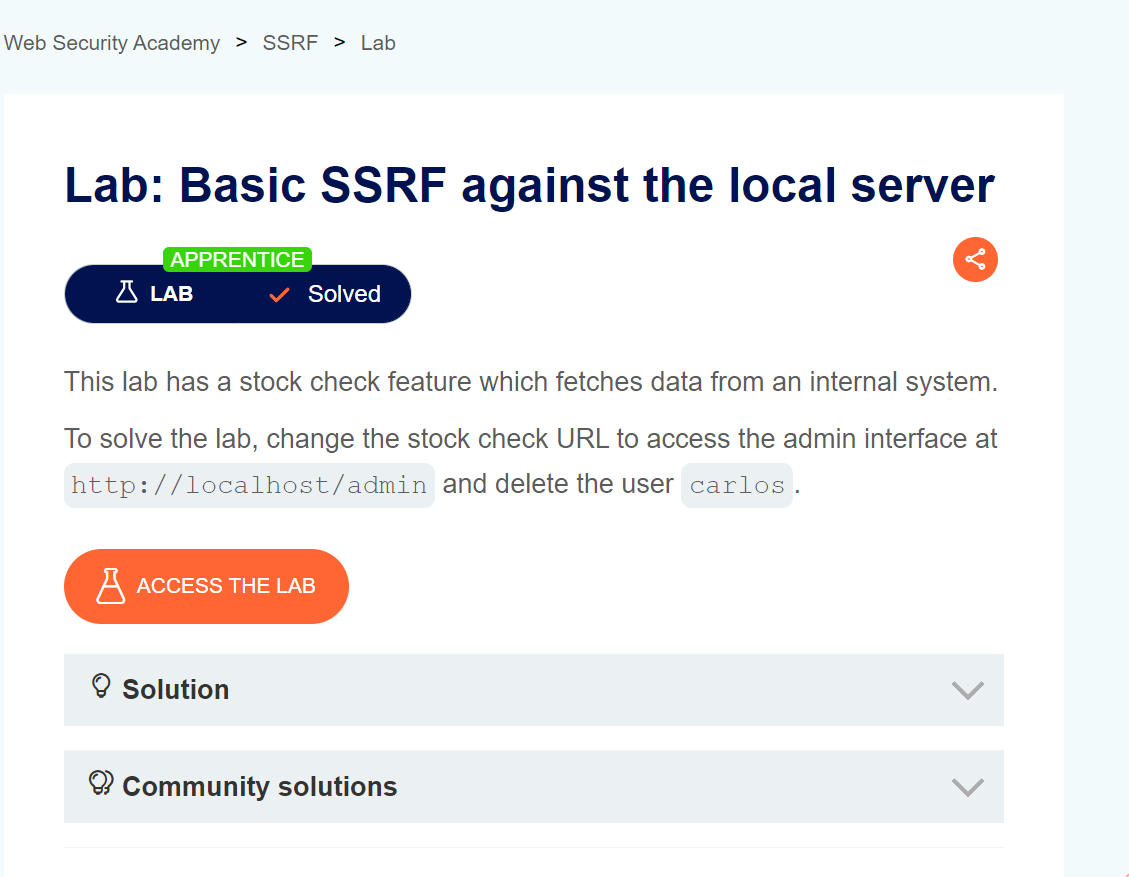 Web Security Academy > SSRF > Lab
Lab: Basic SSRF against the local server
APPRENTICE
LAB Solved
This lab has a stock check feature which fetches data from an internal system.
To solve the lab, change the stock check URL to access the admin interface at
http://localhost/admin and delete the user carlos.
ACCESS THE LAB
Solution
Community solutions